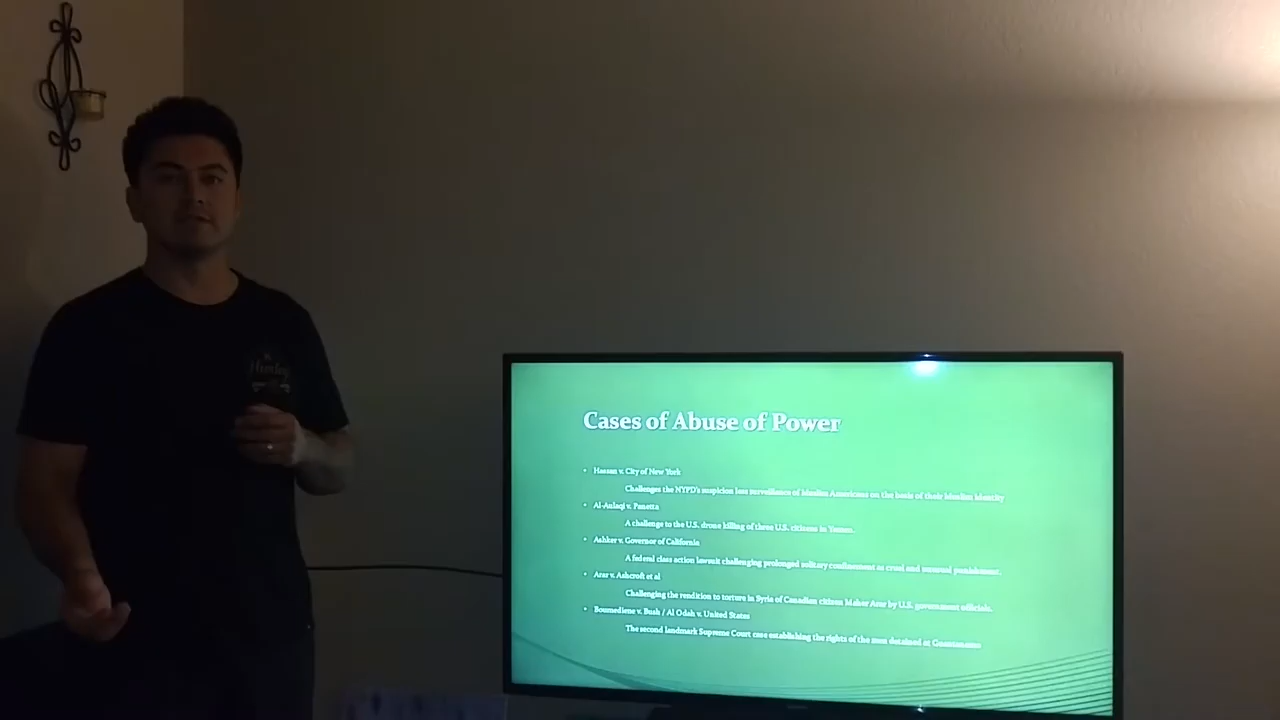 Cases of Abuse of Power
• Hassan v. City of New York
Challenges the NYPD's suspicion less surveillance of Muslim Americans on the basis of their Muslim identity
• Al-Aulaqi v. Panetta
A challenge to the U.S. drone killing of three U.S. citizens in Yemen.
• Ashker v. Governor of California
A federal class action lawsuit challenging prolonged solitary confinement as cruel and unusual punishment.
• Arar v. Ashcroft et al
Challenging the rendition to torture in Syria of Canadian citizen Maher Arar by U.S. government officials.
• Boumediene v. Bush / Al Odah v. United States
The second landmark Supreme Court case establishing the rights of the men detained at Guantanamo